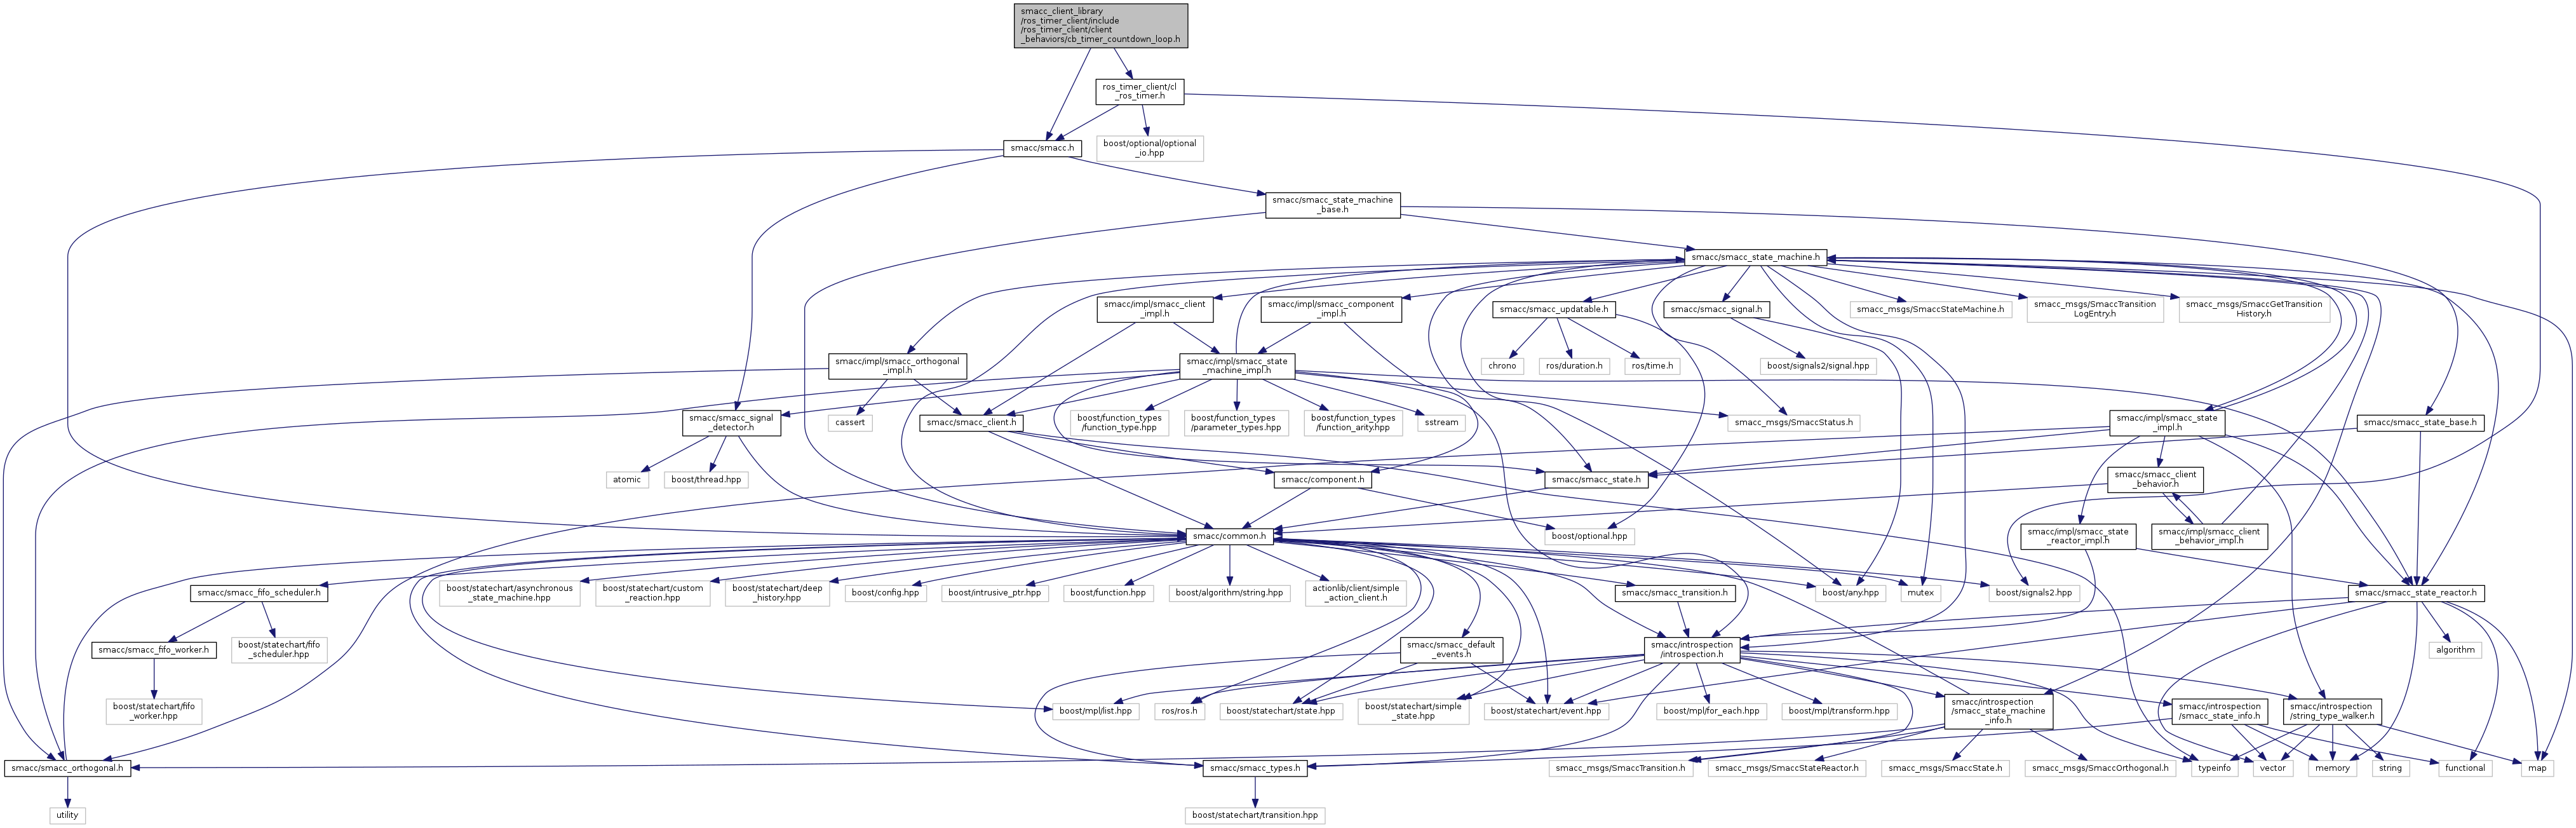 smacc_client_library
/ros_timer_client/include
/ros_timer_client/client
_behaviors/cb_timer_countdown_loop.h
ros_timer_client/cl
_ros_timer.h
smacc/smacc.h
boost/optional/optional
_io.hpp
smacc/smacc_state_machine
_base.h
smacc/smacc_state_machine.h
smacc/impl/smacc_client
_impl.h
smacc/impl/smacc_component
_impl.h
smacc/smacc_updatable.h
smacc/smacc_signal.h
smacc_msgs/SmaccStateMachine.h
smacc_msgs/SmaccTransition
LogEntry.h
smacc_msgs/SmaccGetTransition
History.h
smacc/impl/smacc_orthogonal
_impl.h
smacc/impl/smacc_state
_machine_impl.h
chrono
ros/duration.h
ros/time.h
boost/signals2/signal.hpp
smacc/smacc_signal
_detector.h
cassert
smacc/smacc_client.h
boost/function_types
/function_type.hpp
boost/function_types
/parameter_types.hpp
boost/function_types
/function_arity.hpp
sstream
smacc_msgs/SmaccStatus.h
smacc/impl/smacc_state
_impl.h
smacc/smacc_state_base.h
atomic
boost/thread.hpp
smacc/component.h
smacc/smacc_state.h
smacc/smacc_client
_behavior.h
smacc/common.h
boost/optional.hpp
smacc/impl/smacc_state
_reactor_impl.h
smacc/impl/smacc_client
_behavior_impl.h
smacc/smacc_fifo_scheduler.h
boost/statechart/asynchronous
_state_machine.hpp
boost/statechart/custom
_reaction.hpp
boost/statechart/deep
_history.hpp
boost/config.hpp
boost/intrusive_ptr.hpp
boost/function.hpp
boost/algorithm/string.hpp
actionlib/client/simple
_action_client.h
smacc/smacc_transition.h
boost/any.hpp
mutex
boost/signals2.hpp
smacc/smacc_state_reactor.h
smacc/smacc_fifo_worker.h
boost/statechart/fifo
_scheduler.hpp
smacc/smacc_default
_events.h
smacc/introspection
/introspection.h
algorithm
boost/statechart/fifo
_worker.hpp
boost/mpl/list.hpp
ros/ros.h
boost/statechart/state.hpp
boost/statechart/simple
_state.hpp
boost/statechart/event.hpp
boost/mpl/for_each.hpp
boost/mpl/transform.hpp
smacc/introspection
/smacc_state_machine
_info.h
smacc/introspection
/smacc_state_info.h
smacc/introspection
/string_type_walker.h
smacc/smacc_orthogonal.h
smacc/smacc_types.h
smacc_msgs/SmaccTransition.h
smacc_msgs/SmaccStateReactor.h
smacc_msgs/SmaccState.h
smacc_msgs/SmaccOrthogonal.h
typeinfo
vector
memory
string
functional
map
utility
boost/statechart/transition.hpp